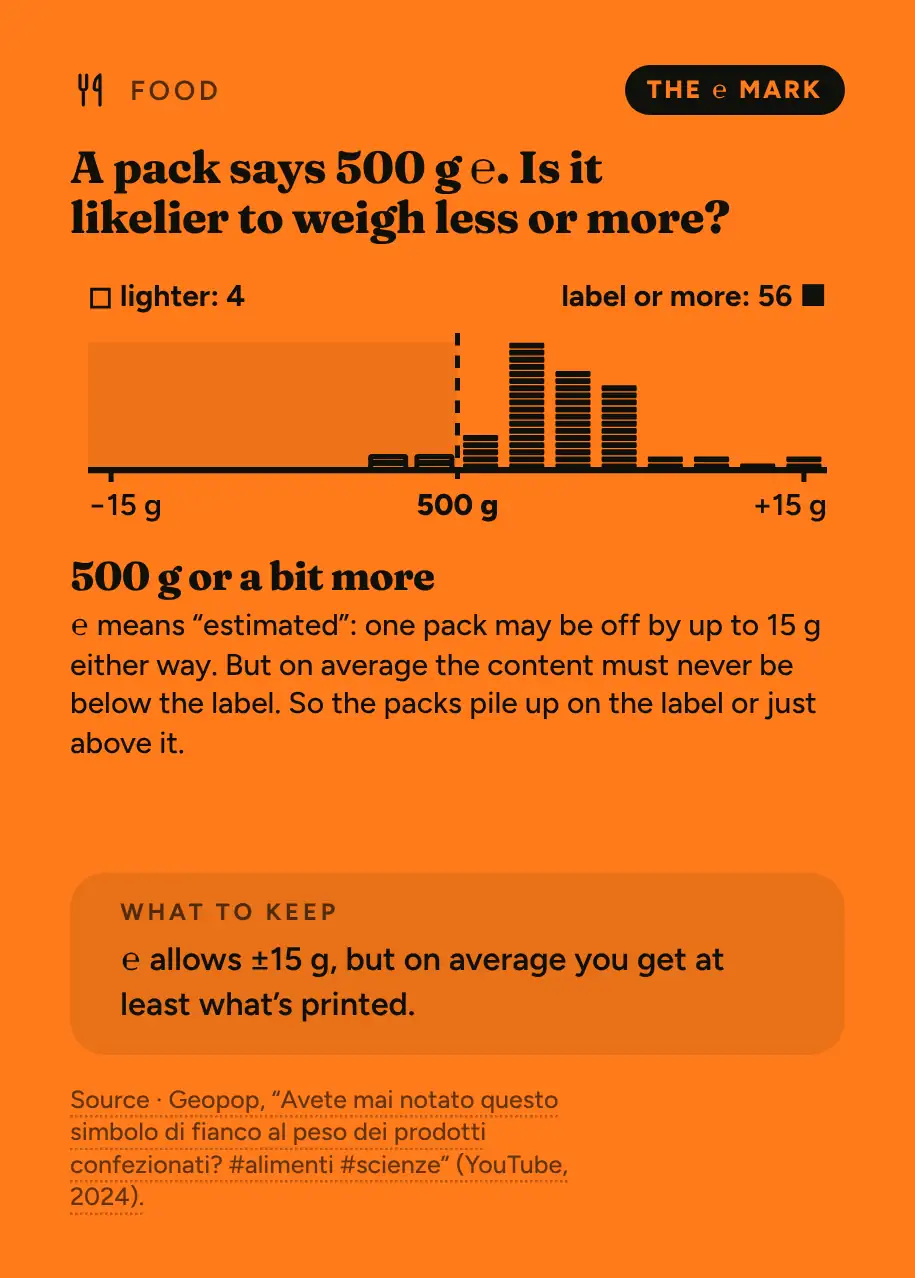 FOOD
THE ℮ MARK
A pack says 500 g ℮. Is it
likelier to weigh less or more?
lighter: 4
label or more: 56
−15 g
500 g
+15 g
500 g or a bit more
℮ means “estimated”: one pack may be off by up to 15 g
either way. But on average the content must never be
below the label. So the packs pile up on the label or just
above it.
WHAT TO KEEP
℮ allows ±15 g, but on average you get at
least what’s printed.
Source · Geopop, “Avete mai notato questo
simbolo di fianco al peso dei prodotti
confezionati? #alimenti #scienze” (YouTube,
2024).